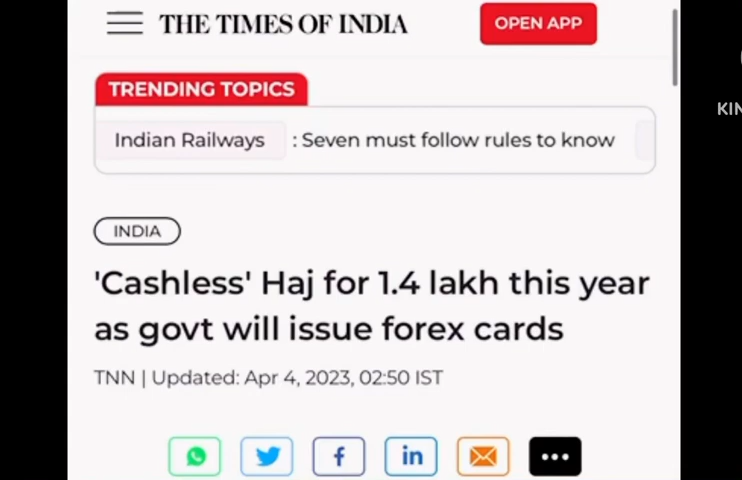 THE TIMES OF INDIA
OPEN APP
TRENDING TOPICS
Indian Railways : Seven must follow rules to know
KIN
INDIA
'Cashless' Haj for 1.4 lakh this year
as govt will issue forex cards
TNN | Updated: Apr 4, 2023, 02:50 IST
f
in